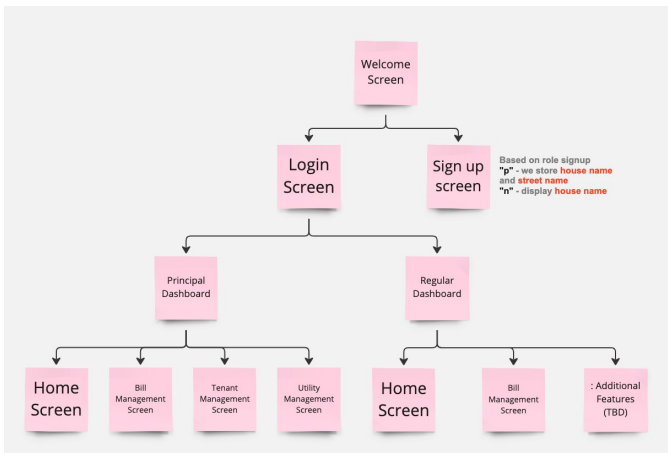 Welcome
Screen
Login
Screen
Sign up
screen
Based on role signup
"p" - we store house name
and street name
"n" - display house name
Principal
Dashboard
Regular
Dashboard
Home
Screen
Bill
Management
Screen
Tenant
Management
Screen
Utility
Management
Screen
Home
Screen
Bill
Management
Screen
: Additional
Features
(TBD)